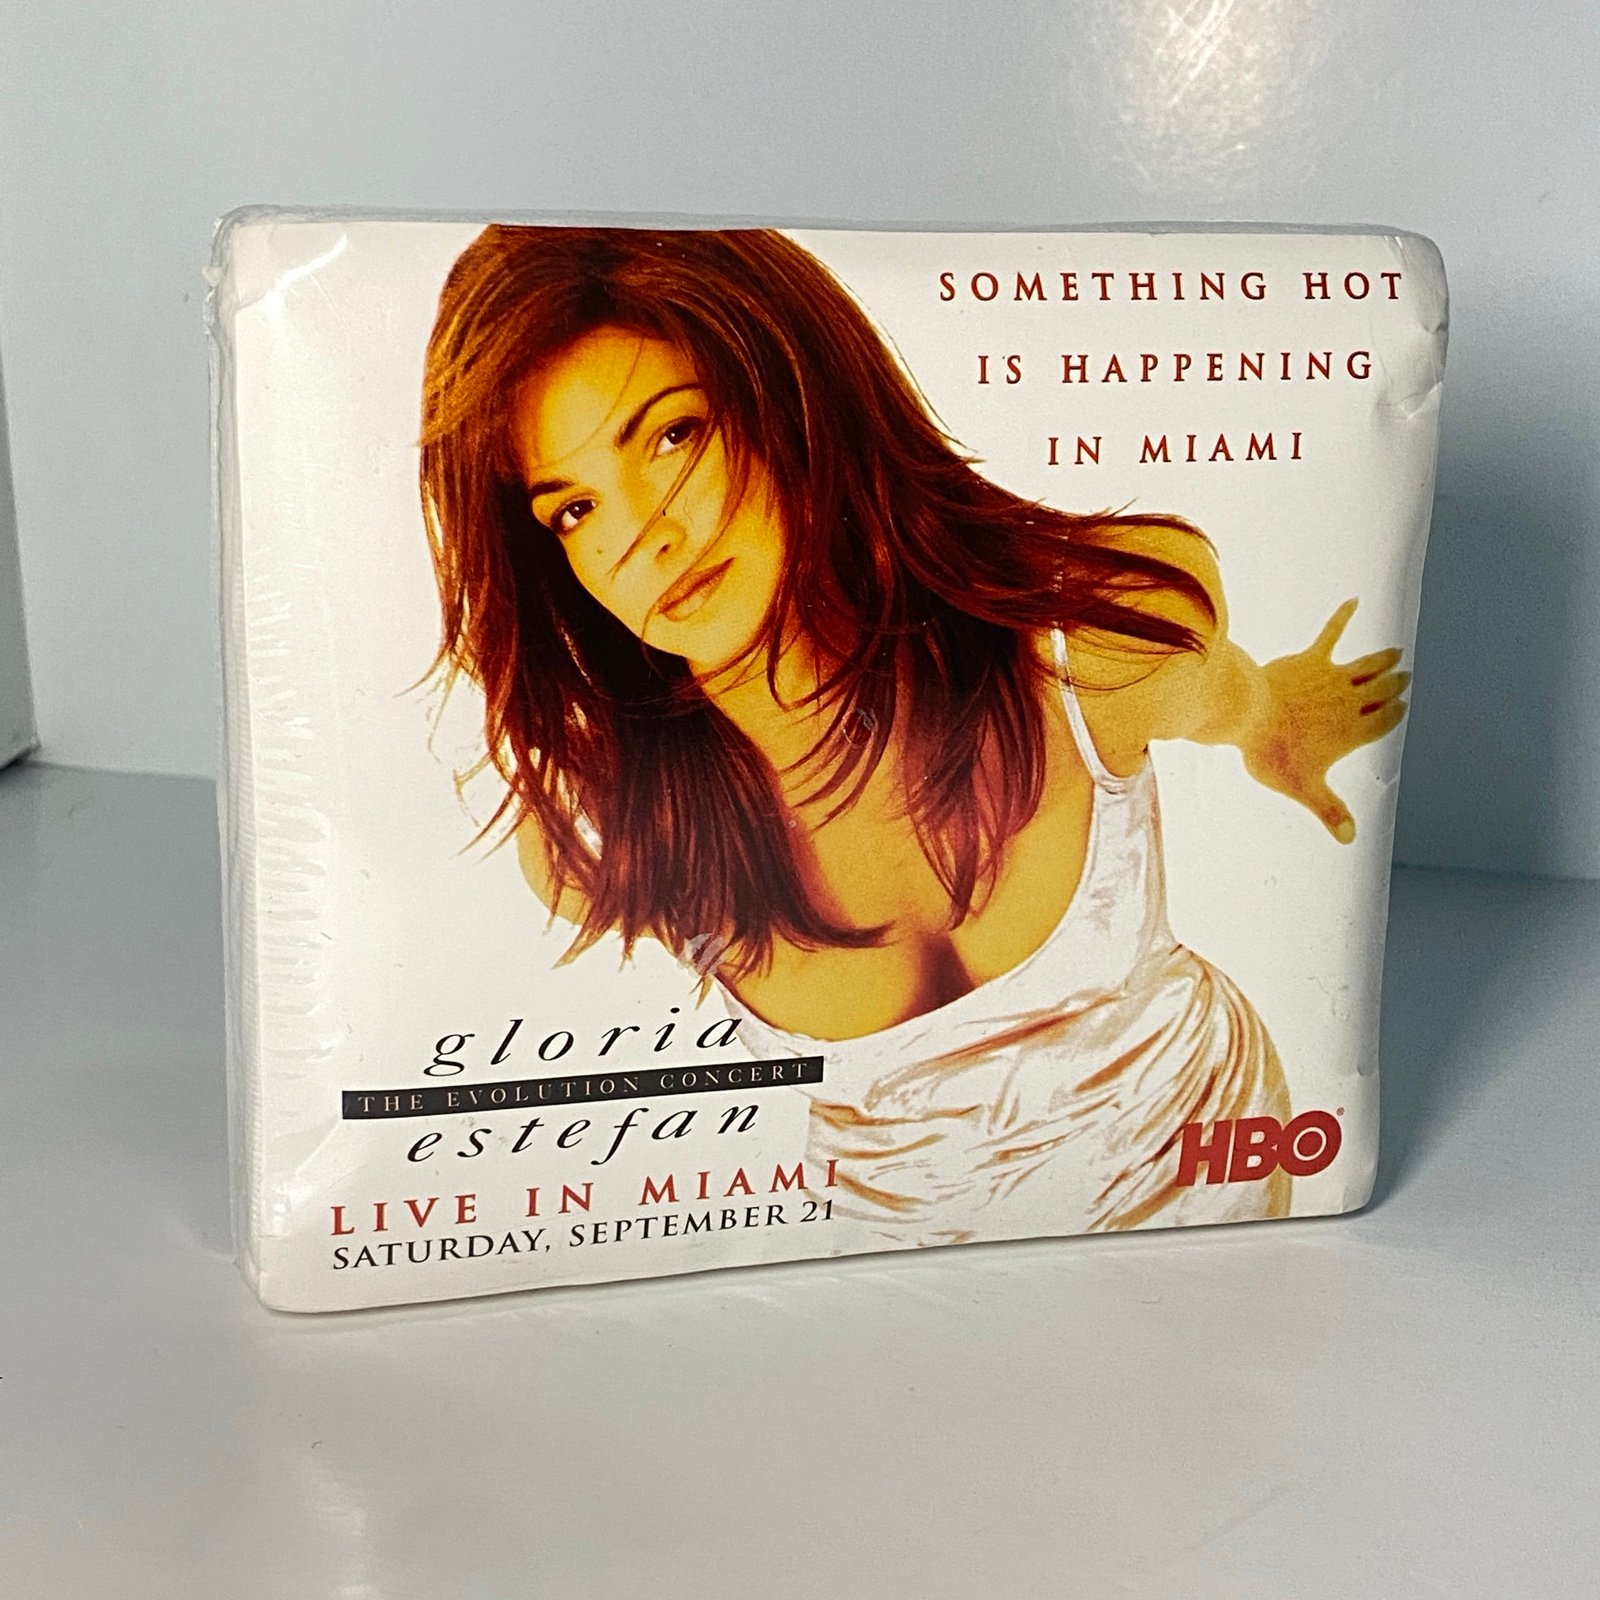 SOMETHING HOT
IS HAPPENING
IN MIAMI
gloria
THE EVOLUTION CONCERT
estefan
LIVE IN MIAMI
SATURDAY, SEPTEMBER 21
HBO®